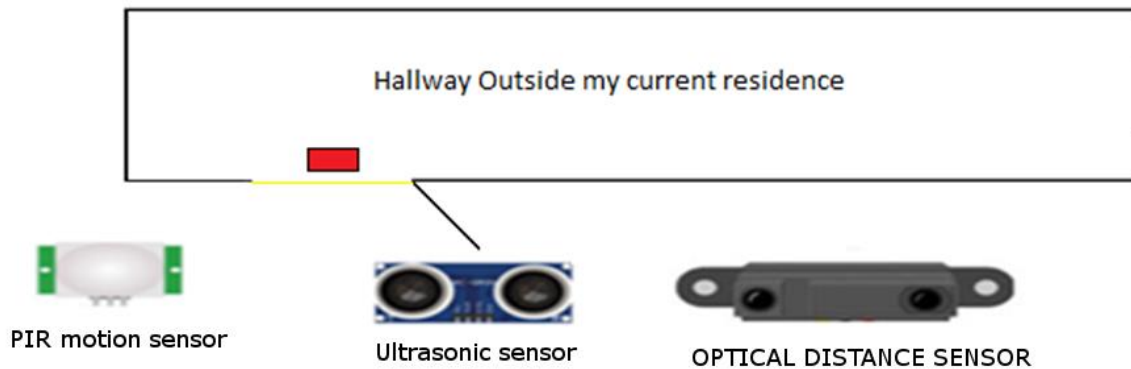 Hallway Outside my current residence
PIR motion sensor
Ultrasonic sensor
OPTICAL DISTANCE SENSOR